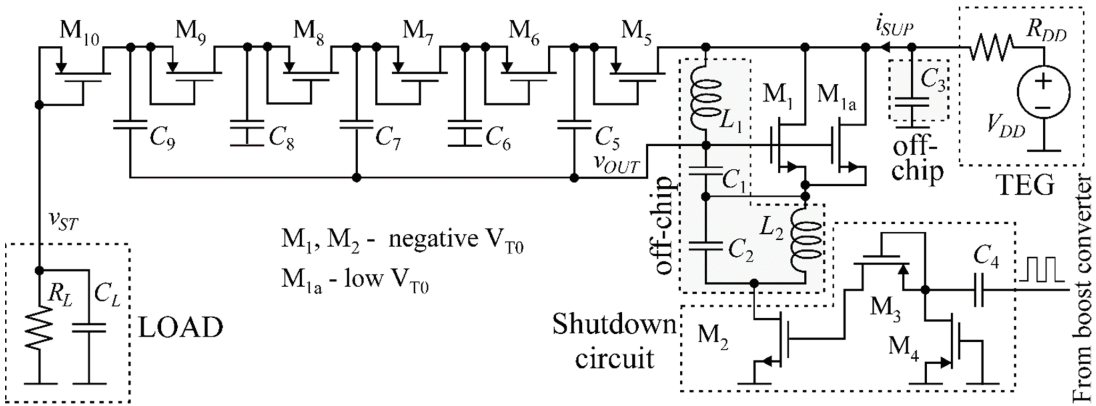 M10 M9 M8 M7 M6 M5 iSUP RDD
C9 C8 C7 C6 C5 L1 M1 M1a C3 VDD
vOUT off-chip TEG
C1
vST L2
M1, M2 - negative VT0
M1a - low VT0
off-chip
C2 C4
RL CL LOAD
Shutdown circuit
M2 M3 M4
From boost converter